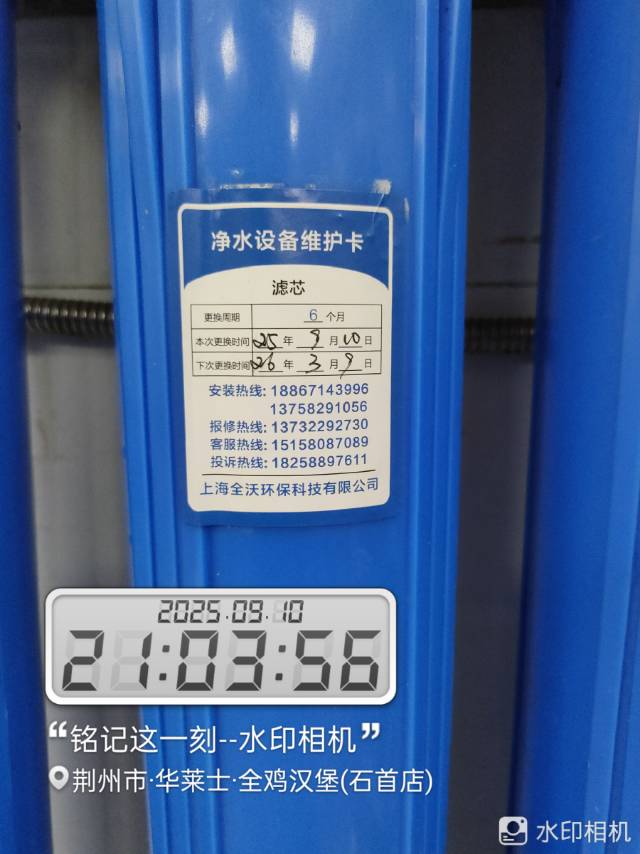 净水设备维护卡
滤芯
更换周期 6 个月
本次更换时间 25 年 9 月 10 日
下次更换时间 26 年 3 月 9 日
安装热线: 18867143996
13758291056
报修热线: 13732292730
客服热线: 15158087089
投诉热线: 18258897611
上海全沃环保科技有限公司
2025.09.10
21:03:56
“铭记这一刻--水印相机”
荆州市·华莱士·全鸡汉堡(石首店)
水印相机